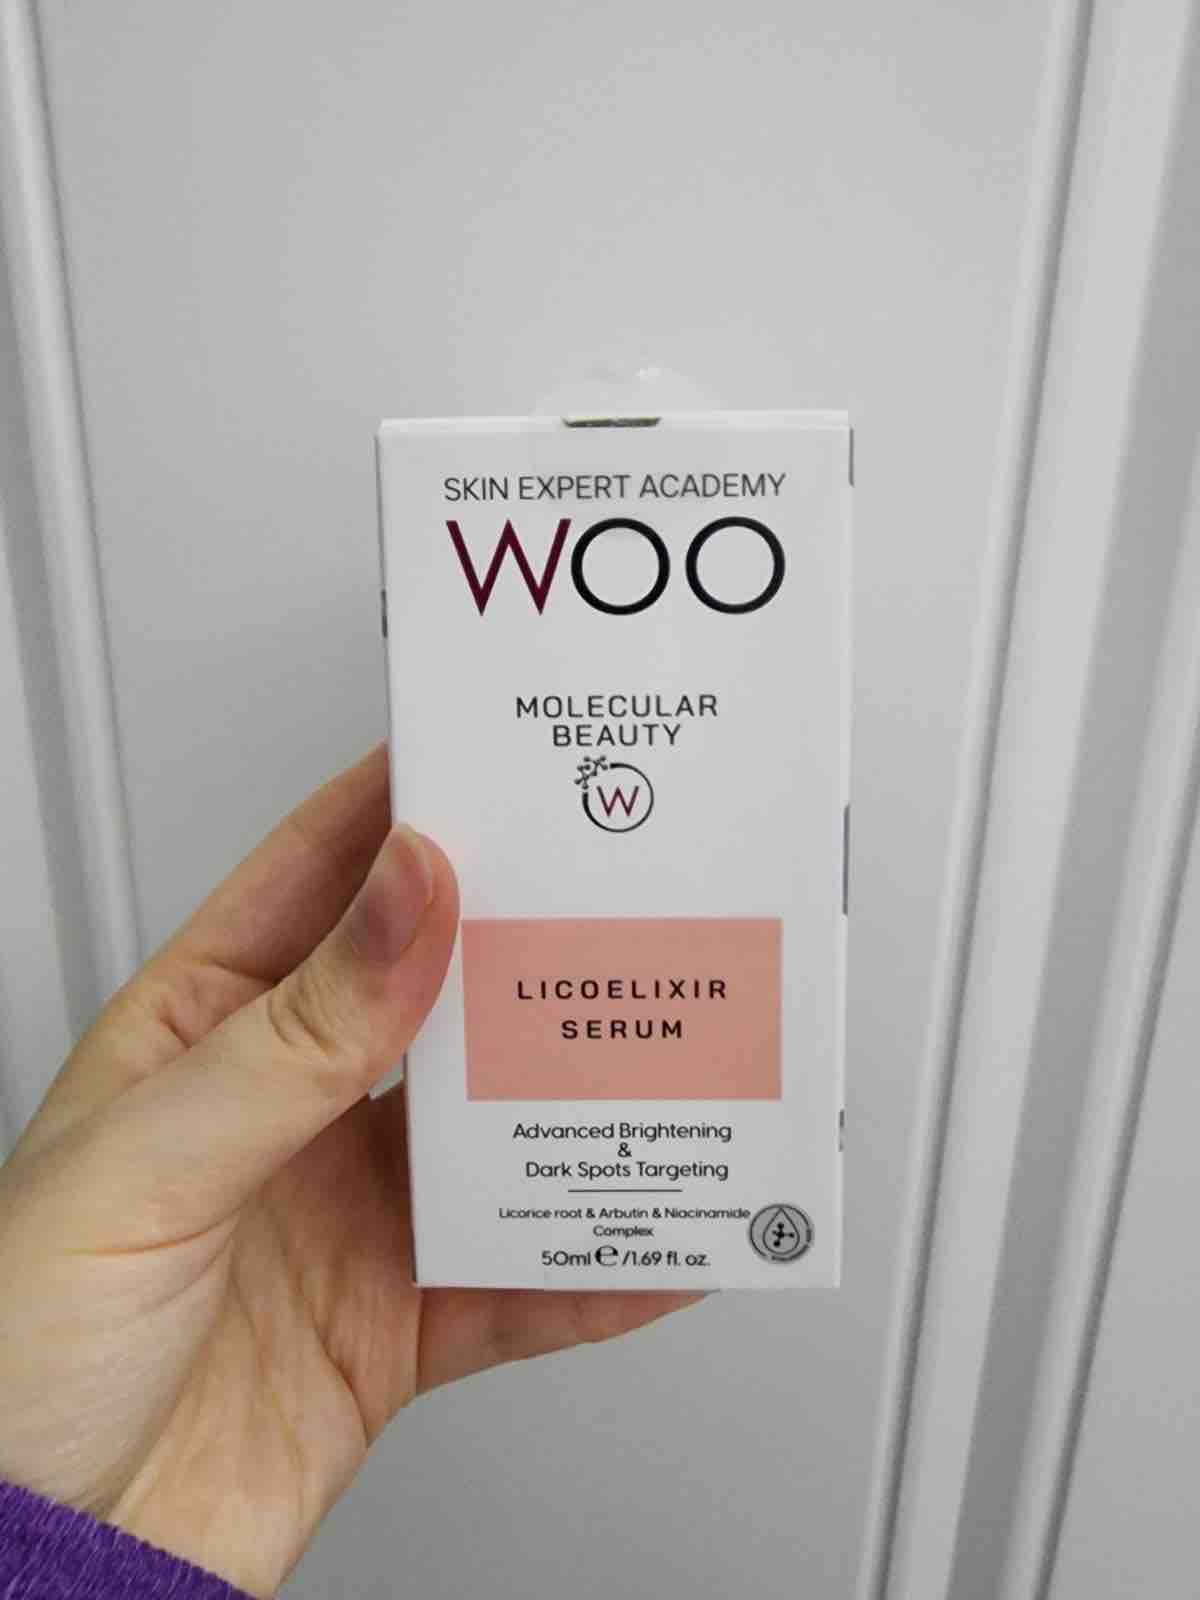 SKIN EXPERT ACADEMY
WOO
MOLECULAR
BEAUTY
W
LICOELIXIR
SERUM
Advanced Brightening
&
Dark Spots Targeting
Licorice root & Arbutin & Niacinamide
Complex
50ml ℮ /1.69 fl. oz.